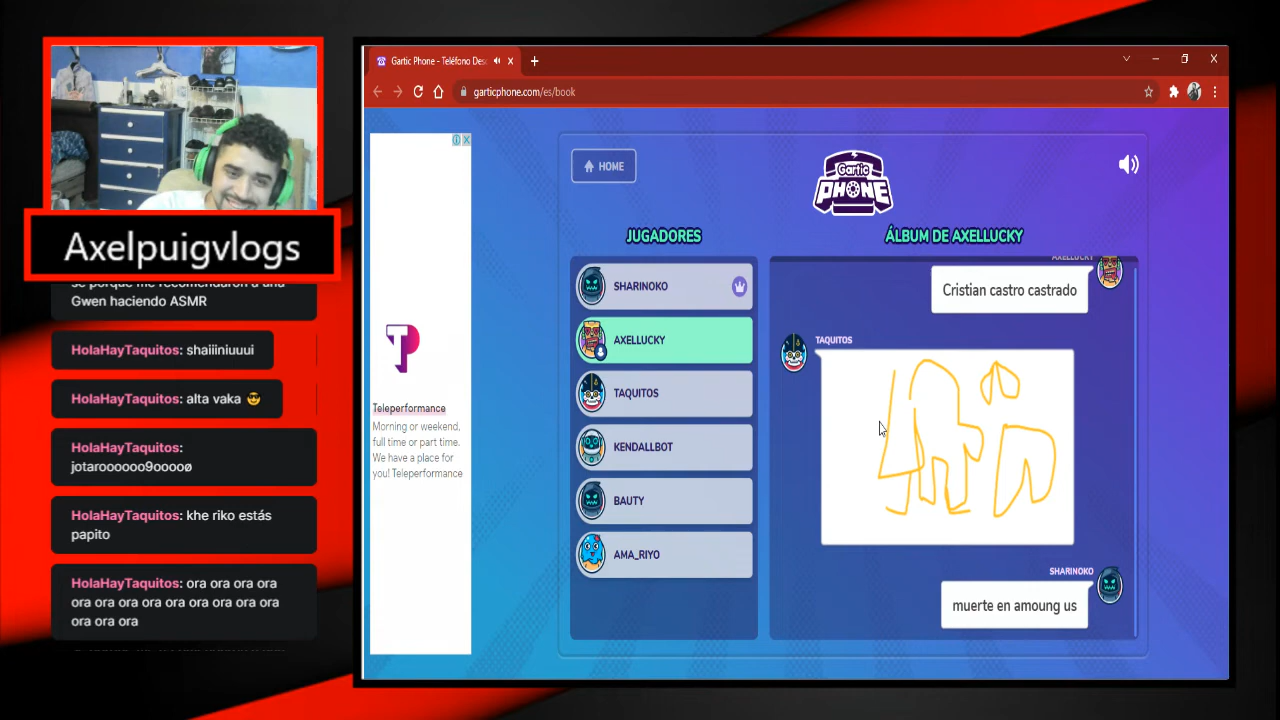 Axelpuigvlogs
se porque me recomendaron a una
Gwen haciendo ASMR
HolaHayTaquitos: shaiiiniuuui
HolaHayTaquitos: alta vaka
HolaHayTaquitos:
jotaroooooo9ooooø
HolaHayTaquitos: khe riko estás
papito
HolaHayTaquitos: ora ora ora ora
ora ora ora ora ora ora ora ora ora
ora ora ora
Gartic Phone - Teléfono Des
garticphone.com/es/book
Teleperformance
Morning or weekend,
full time or part time.
We have a place for
you! Teleperformance
HOME
Gartic
PHONE
JUGADORES
SHARINOKO
AXELLUCKY
TAQUITOS
KENDALLBOT
BAUTY
AMA_RIYO
ÁLBUM DE AXELLUCKY
AXELLUCKY
Cristian castro castrado
TAQUITOS
SHARINOKO
muerte en amoung us